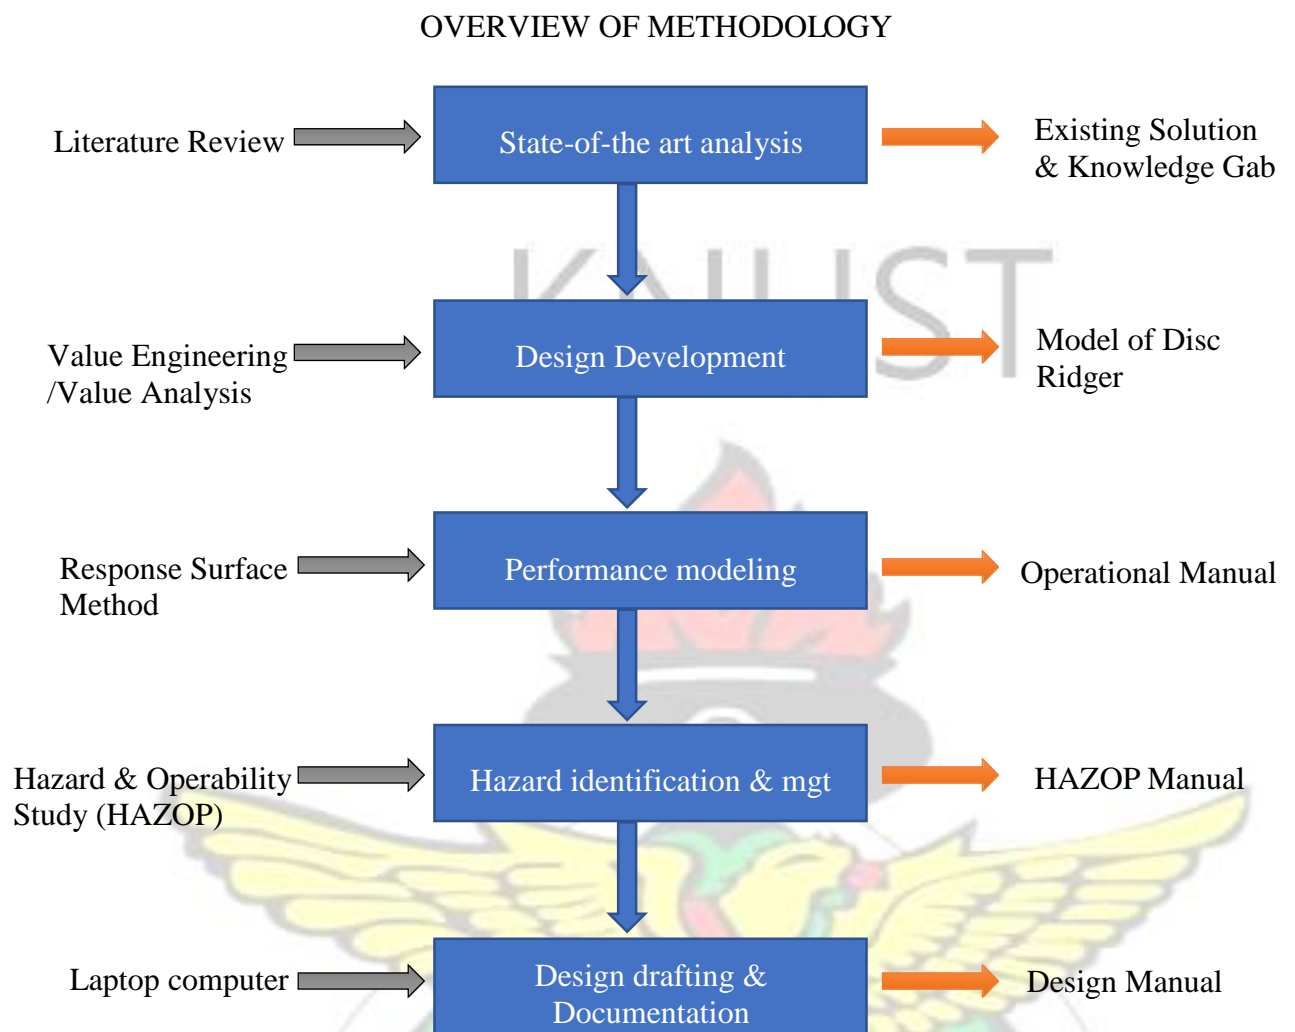 OVERVIEW OF METHODOLOGY
Literature Review
State-of-the art analysis
Existing Solution
& Knowledge Gab
KNUST
Value Engineering
/Value Analysis
Design Development
Model of Disc
Ridger
Response Surface
Method
Performance modeling
Operational Manual
Hazard & Operability
Study (HAZOP)
Hazard identification & mgt
HAZOP Manual
Laptop computer
Design drafting &
Documentation
Design Manual